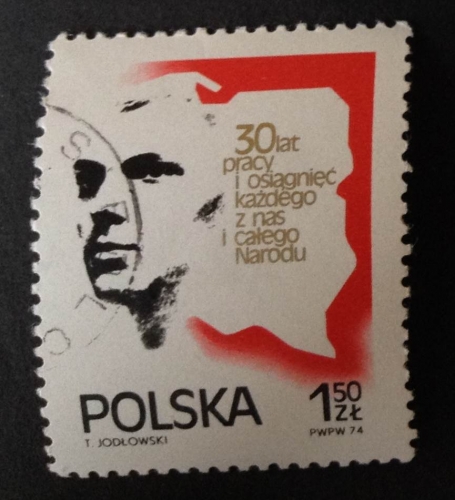 30 lat
pracy
i osiągnięć
każdego
z nas
i całego
Narodu
POLSKA
1 50
ZŁ
T. JODŁOWSKI
PWPW 74